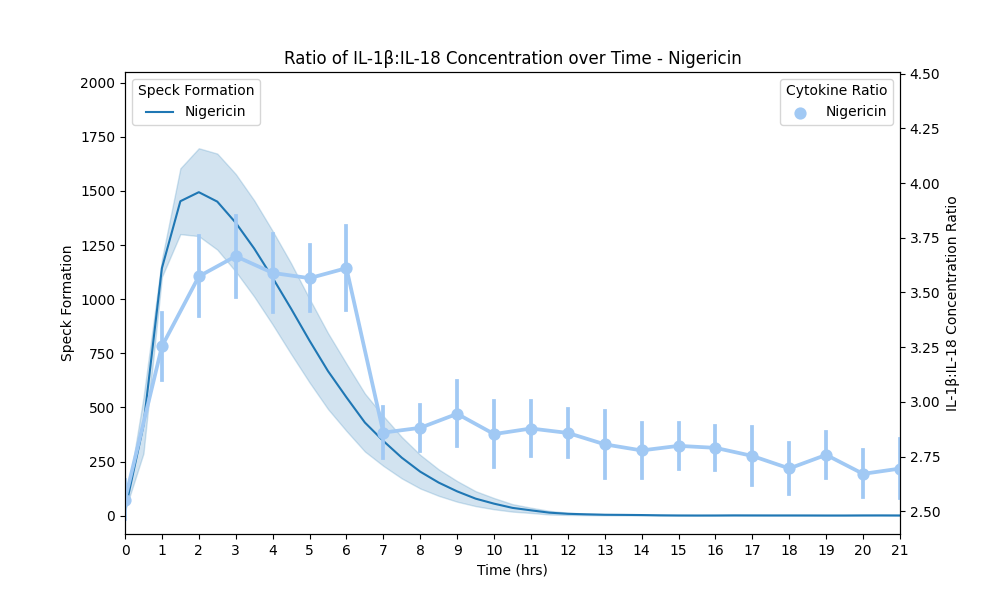 Ratio of IL-1β:IL-18 Concentration over Time - Nigericin
Speck Formation
Nigericin
Cytokine Ratio
Nigericin
Speck Formation
2000
1750
1500
1250
1000
750
500
250
0
4.50
4.25
4.00
3.75
3.50
3.25
3.00
2.75
2.50
IL-1β:IL-18 Concentration Ratio
0 1 2 3 4 5 6 7 8 9 10 11 12 13 14 15 16 17 18 19 20 21
Time (hrs)